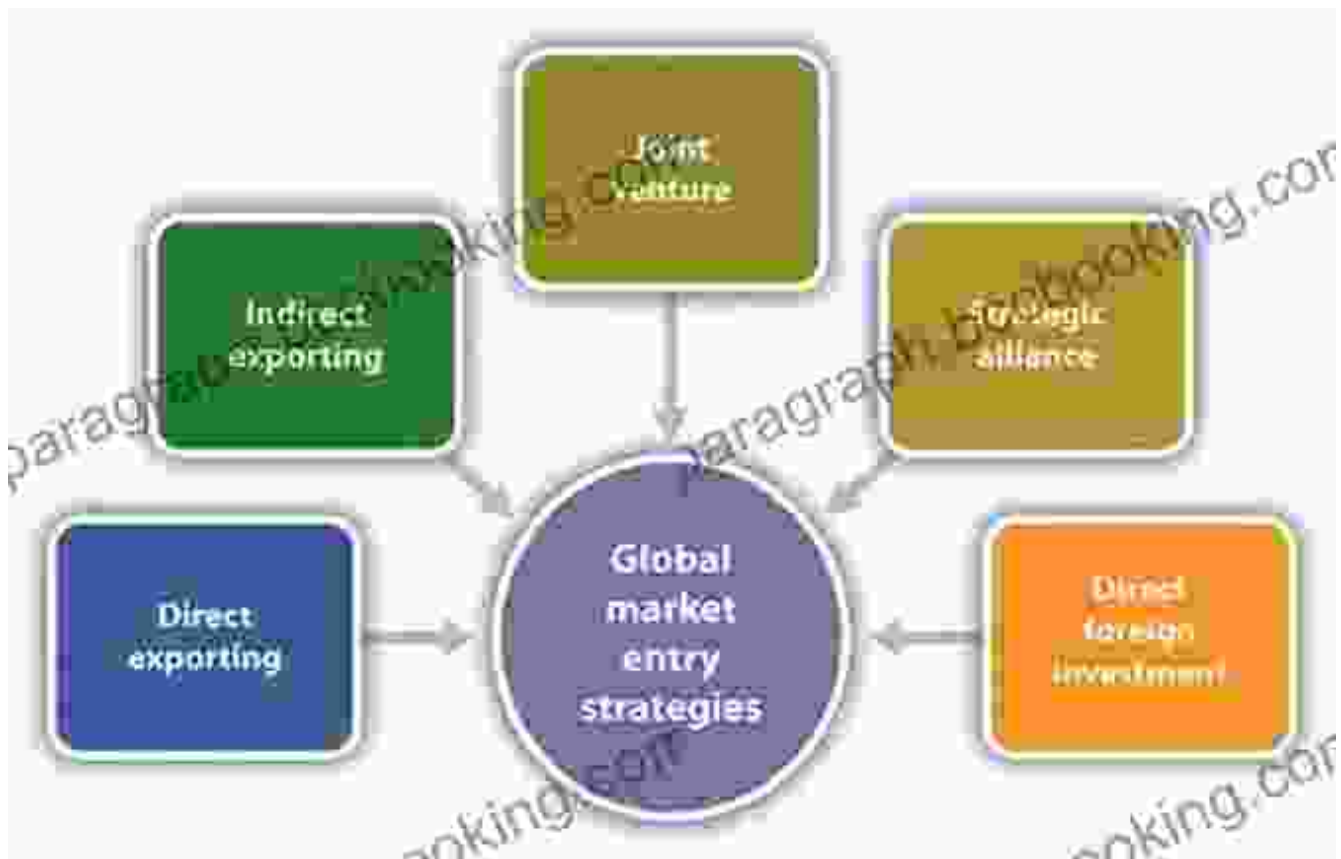 Joint
venture
Indirect
exporting
Strategic
alliance
Direct
exporting
Global
market
entry
strategies
Direct
foreign
investment